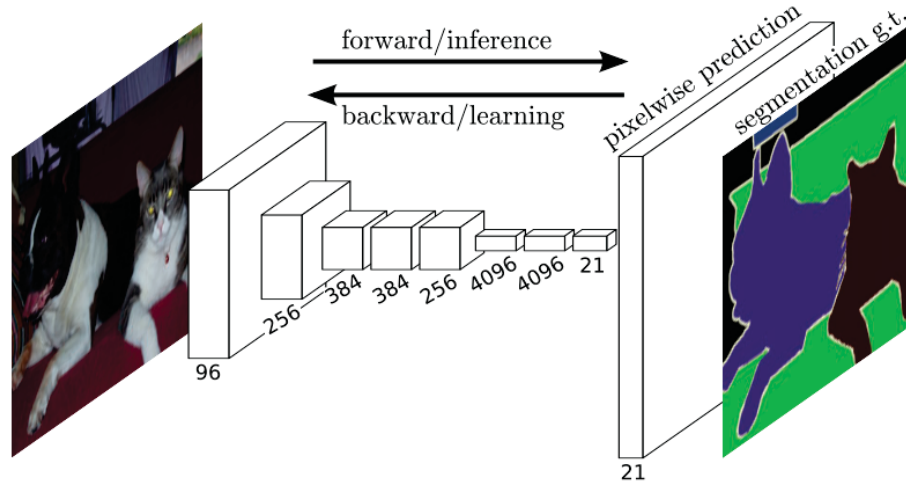 forward/inference
backward/learning
pixelwise prediction
segmentation g.t.
96
256
384
384
256
4096
4096
21
21